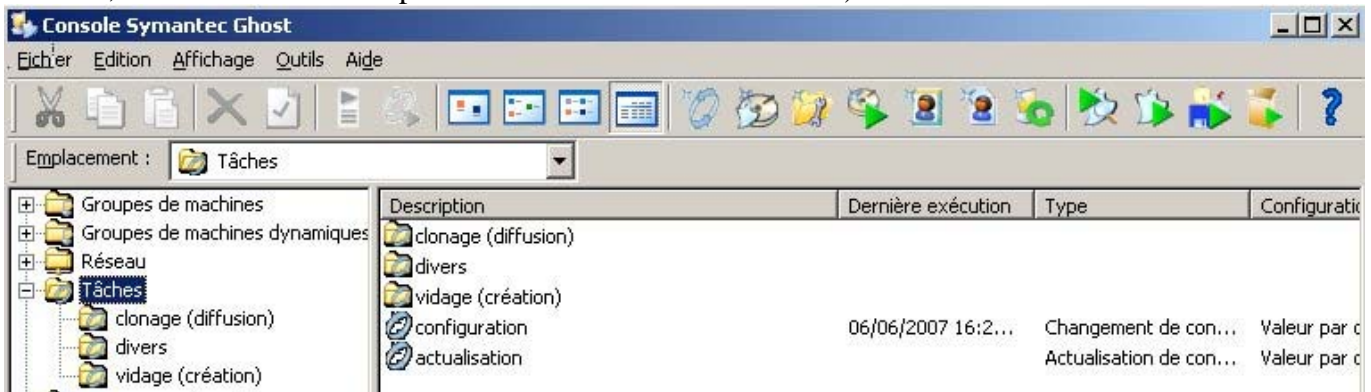 Console Symantec Ghost
Fichier Edition Affichage Outils Aide
Emplacement : Tâches
Groupes de machines
Groupes de machines dynamiques
Réseau
Tâches
clonage (diffusion)
divers
vidage (création)
Description Dernière exécution Type Configuratio
clonage (diffusion)
divers
vidage (création)
configuration 06/06/2007 16:2... Changement de con... Valeur par d
actualisation Actualisation de con... Valeur par d